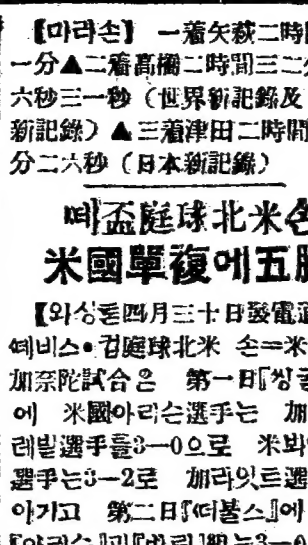 【마라손】 一着矢萩二時
一分▲二着高橋二時間三二
六秒三一秒(世界新記錄及
新記錄)▲三着津田二時間
分二六秒(日本新記錄)
떼盃庭球北米
米國單複에五
【와싱톤四月三十日發電
떼비스•컵庭球北米 손=米
加奈陀試合은 第一日『씽글
에 米國아리슨選手는 加
레빌選手를3—0으로 米봐
選手는3—2로 加라잇트選
아기고 第二日『떠불스』에